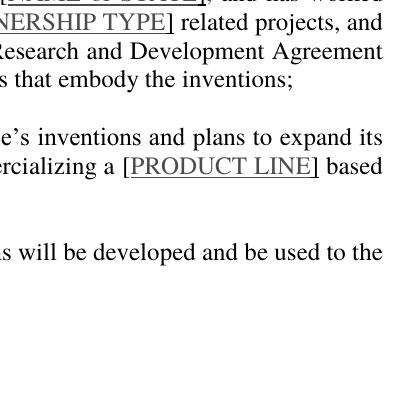 NERSHIP TYPE] related projects, and
Research and Development Agreement
s that embody the inventions;
e's inventions and plans to expand its
ercializing a [PRODUCT LINE] based
s will be developed and be used to the